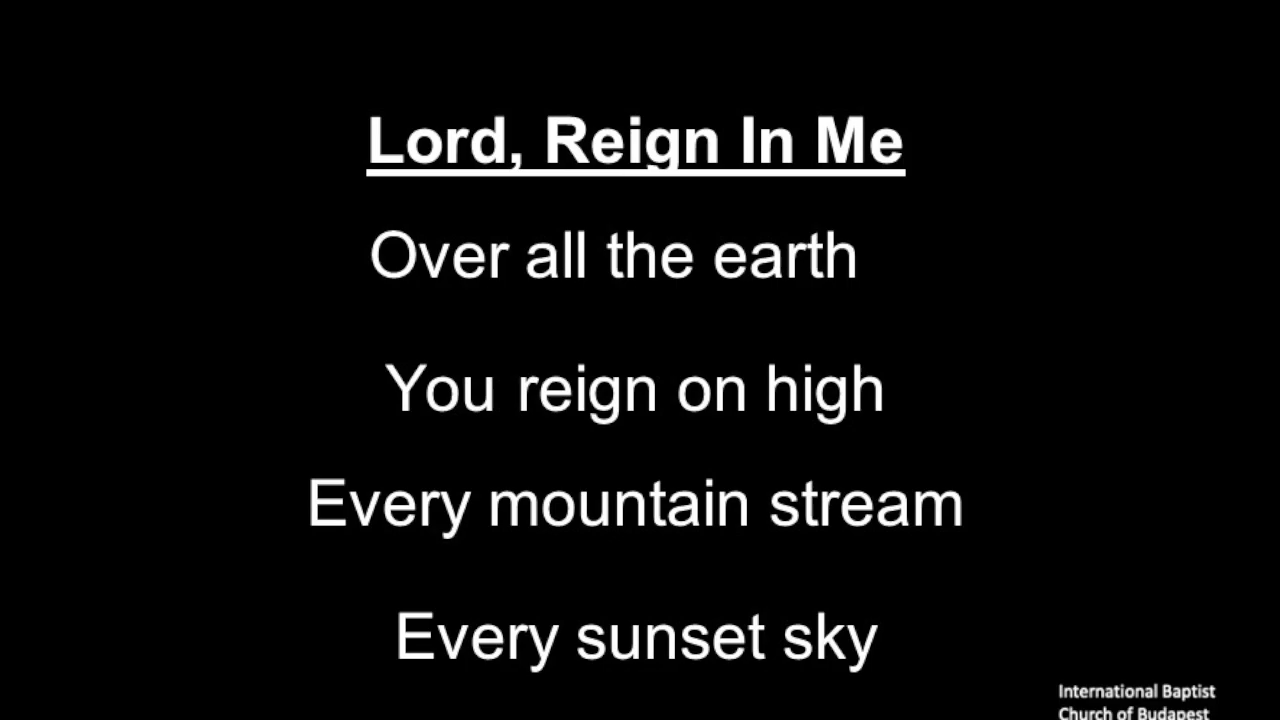 Lord, Reign In Me
Over all the earth
You reign on high
Every mountain stream
Every sunset sky
International Baptist
Church of Budapest